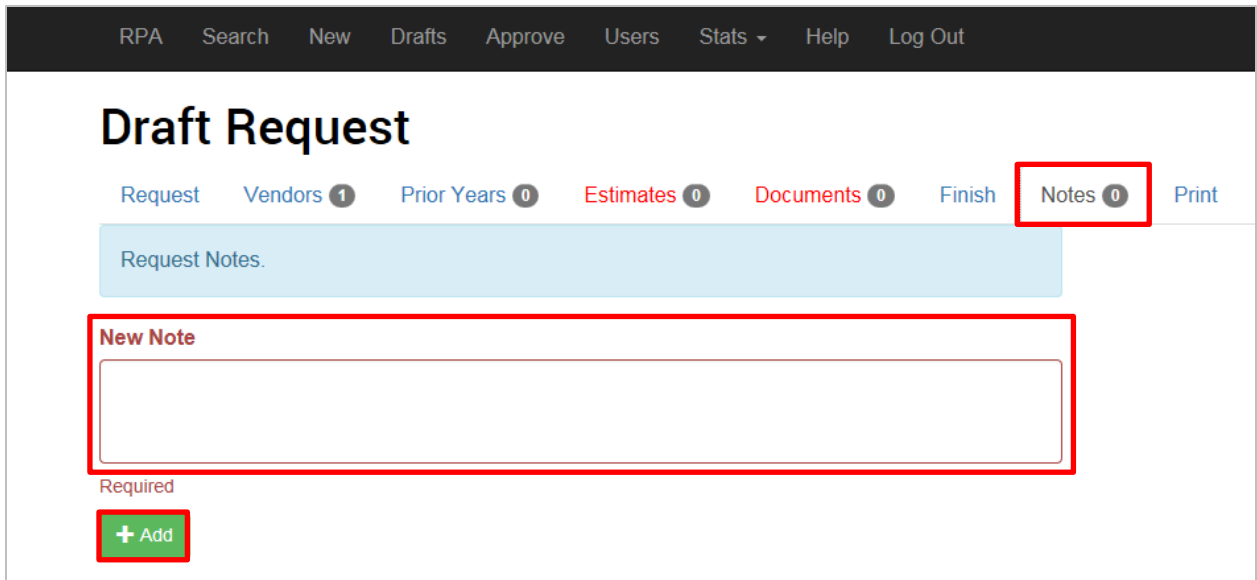 RPA Search New Drafts Approve Users Stats Help Log Out
Draft Request
Request Vendors 1 Prior Years 0 Estimates 0 Documents 0 Finish Notes 0 Print
Request Notes.
New Note
Required
+ Add